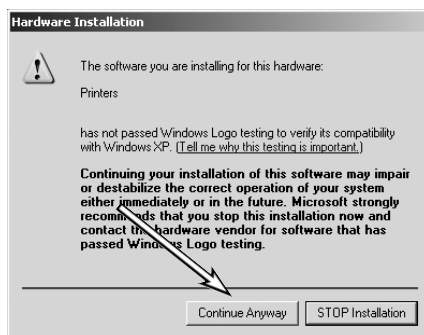 Hardware Installation
The software you are installing for this hardware:
Printers
has not passed Windows Logo testing to verify its compatibility
with Windows XP. (Tell me why this testing is important.)
Continuing your installation of this software may impair
or destabilize the correct operation of your system
either immediately or in the future. Microsoft strongly
recommends that you stop this installation now and
contact the hardware vendor for software that has
passed Windows Logo testing.
Continue Anyway
STOP Installation